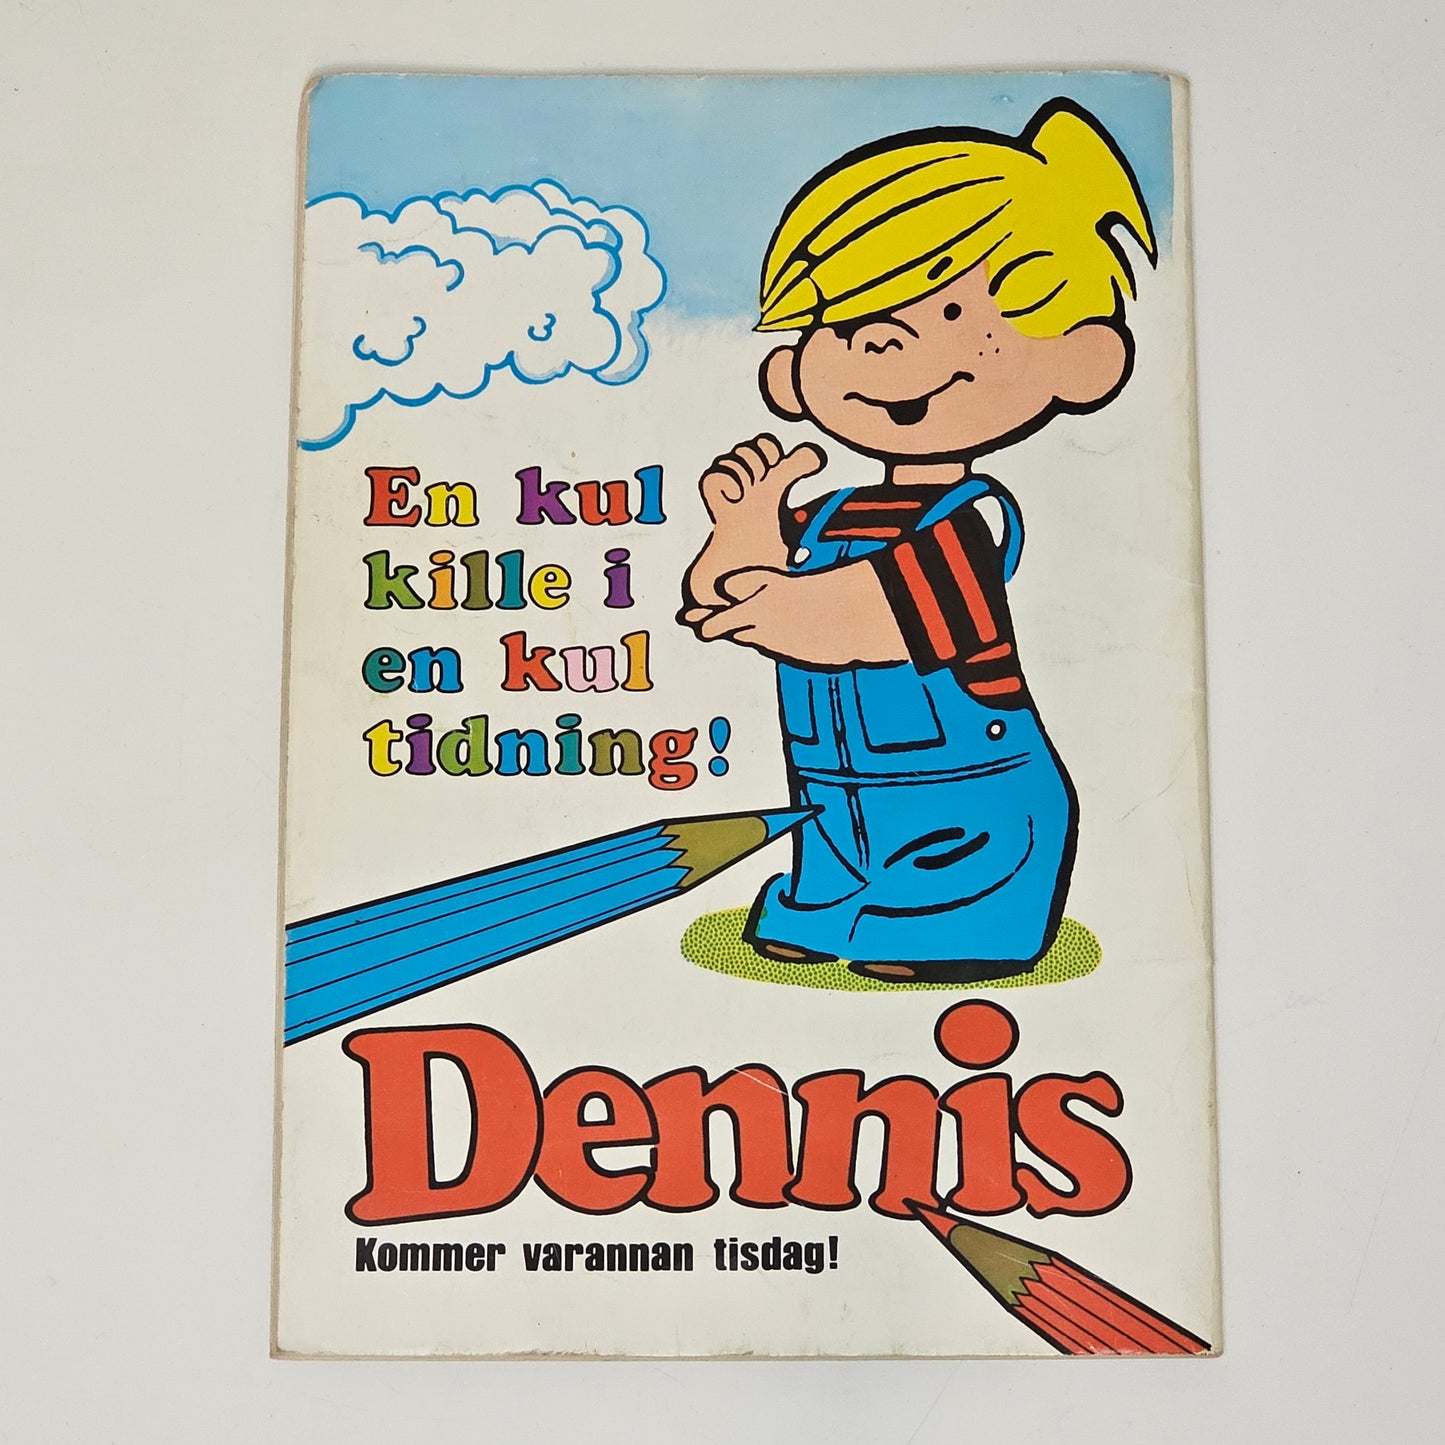 En kul
kille i
en kul
tidning!
Dennis
Kommer varannan tisdag!